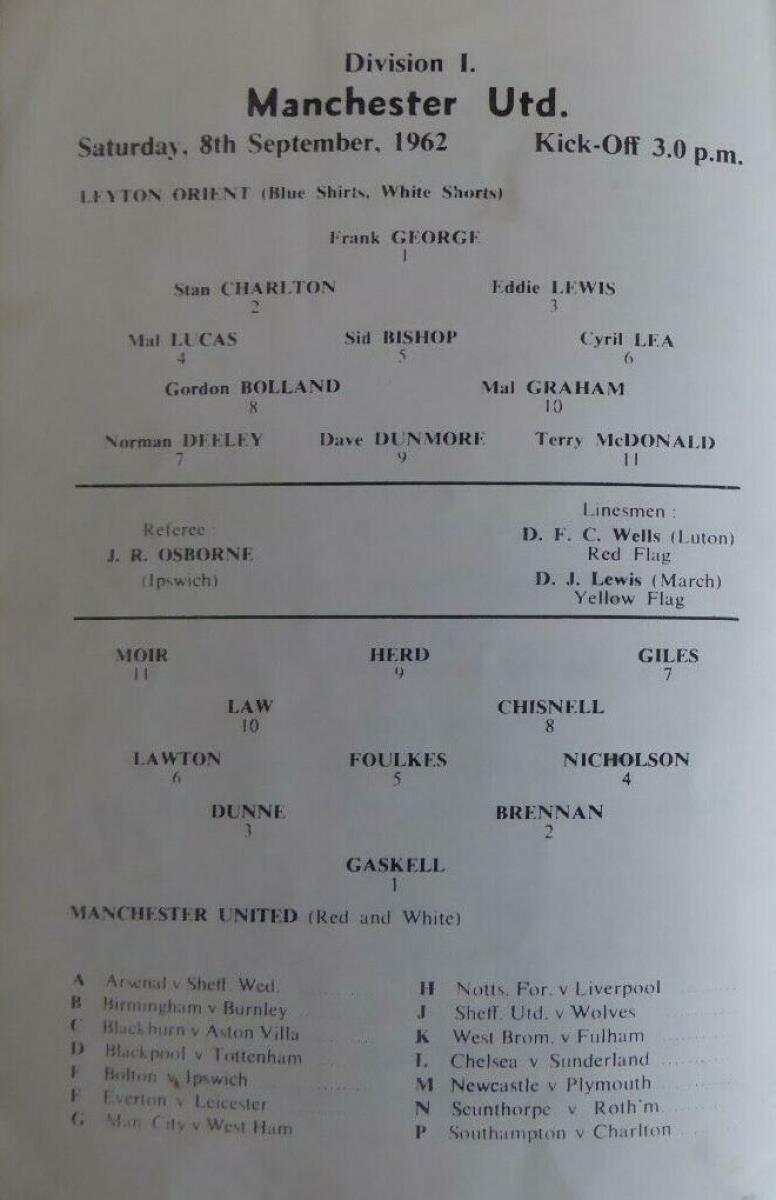 Division I.
Manchester Utd.
Saturday, 8th September, 1962 Kick-Off 3.0 p.m.
LEYTON ORIENT (Blue Shirts, White Shorts)
Frank GEORGE
1
Stan CHARLTON Eddie LEWIS
2 3
Mal LUCAS Sid BISHOP Cyril LEA
4 5 6
Gordon BOLLAND Mal GRAHAM
8 10
Norman DEELEY Dave DUNMORE Terry McDONALD
7 9 11
Referee : Linesmen :
J. R. OSBORNE D. F. C. Wells (Luton)
Red Flag
(Ipswich) D. J. Lewis (March)
Yellow Flag
MOIR HERD GILES
11 9 7
LAW CHISNELL
10 8
LAWTON FOULKES NICHOLSON
6 5 4
DUNNE BRENNAN
3 2
GASKELL
1
MANCHESTER UNITED (Red and White)
A Arsenal v Sheff. Wed.
B Birmingham v Burnley
C Blackburn v Aston Villa
D Blackpool v Tottenham
E Bolton v Ipswich
F Everton v Leicester
G Man. City v West Ham
H Notts. For. v Liverpool
J Sheff. Utd. v Wolves
K West Brom. v Fulham
L Chelsea v Sunderland
M Newcastle v Plymouth
N Scunthorpe v Roth'm
P Southampton v Charlton